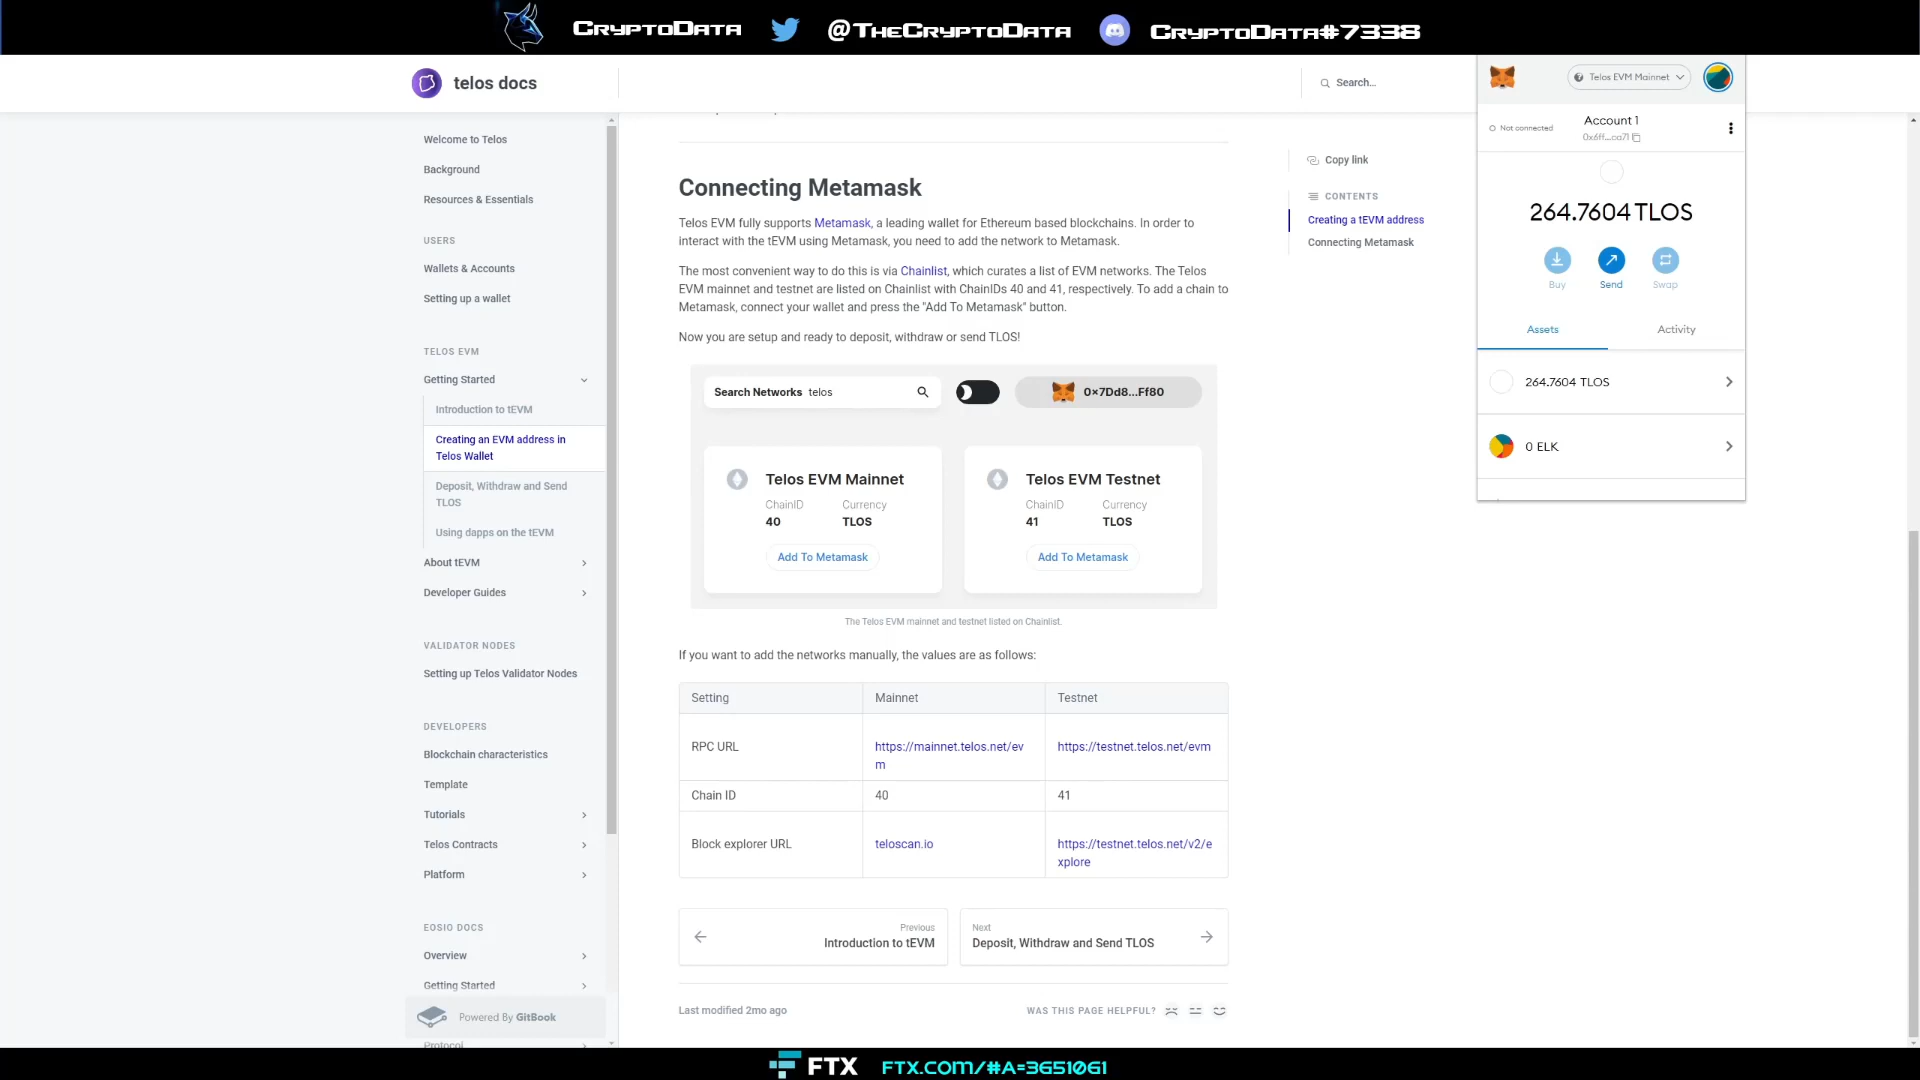 CryptoData
@TheCryptoData
CryptoData#7338
telos docs
Search...
Welcome to Telos
Background
Resources & Essentials
USERS
Wallets & Accounts
Setting up a wallet
TELOS EVM
Getting Started
Introduction to tEVM
Creating an EVM address in
Telos Wallet
Deposit, Withdraw and Send
TLOS
Using dapps on the tEVM
About tEVM
Developer Guides
VALIDATOR NODES
Setting up Telos Validator Nodes
DEVELOPERS
Blockchain characteristics
Template
Tutorials
Telos Contracts
Platform
EOSIO DOCS
Overview
Getting Started
Powered By GitBook
Protocol
Connecting Metamask
Telos EVM fully supports Metamask, a leading wallet for Ethereum based blockchains. In order to
interact with the tEVM using Metamask, you need to add the network to Metamask.
The most convenient way to do this is via Chainlist, which curates a list of EVM networks. The Telos
EVM mainnet and testnet are listed on Chainlist with ChainIDs 40 and 41, respectively. To add a chain to
Metamask, connect your wallet and press the "Add To Metamask" button.
Now you are setup and ready to deposit, withdraw or send TLOS!
Search Networks telos
0x7Dd8...Ff80
Telos EVM Mainnet
ChainID Currency
40 TLOS
Add To Metamask
Telos EVM Testnet
ChainID Currency
41 TLOS
Add To Metamask
The Telos EVM mainnet and testnet listed on Chainlist.
If you want to add the networks manually, the values are as follows:
Setting Mainnet Testnet
RPC URL https://mainnet.telos.net/ev https://testnet.telos.net/evm
m
Chain ID 40 41
Block explorer URL teloscan.io https://testnet.telos.net/v2/e
xplore
Previous
Introduction to tEVM
Next
Deposit, Withdraw and Send TLOS
Last modified 2mo ago
WAS THIS PAGE HELPFUL?
Copy link
CONTENTS
Creating a tEVM address
Connecting Metamask
Telos EVM Mainnet
Not connected
Account 1
0x6ff...ca71
264.7604 TLOS
Buy Send Swap
Assets Activity
264.7604 TLOS
0 ELK
FTX
FTX.com/#A=3651061